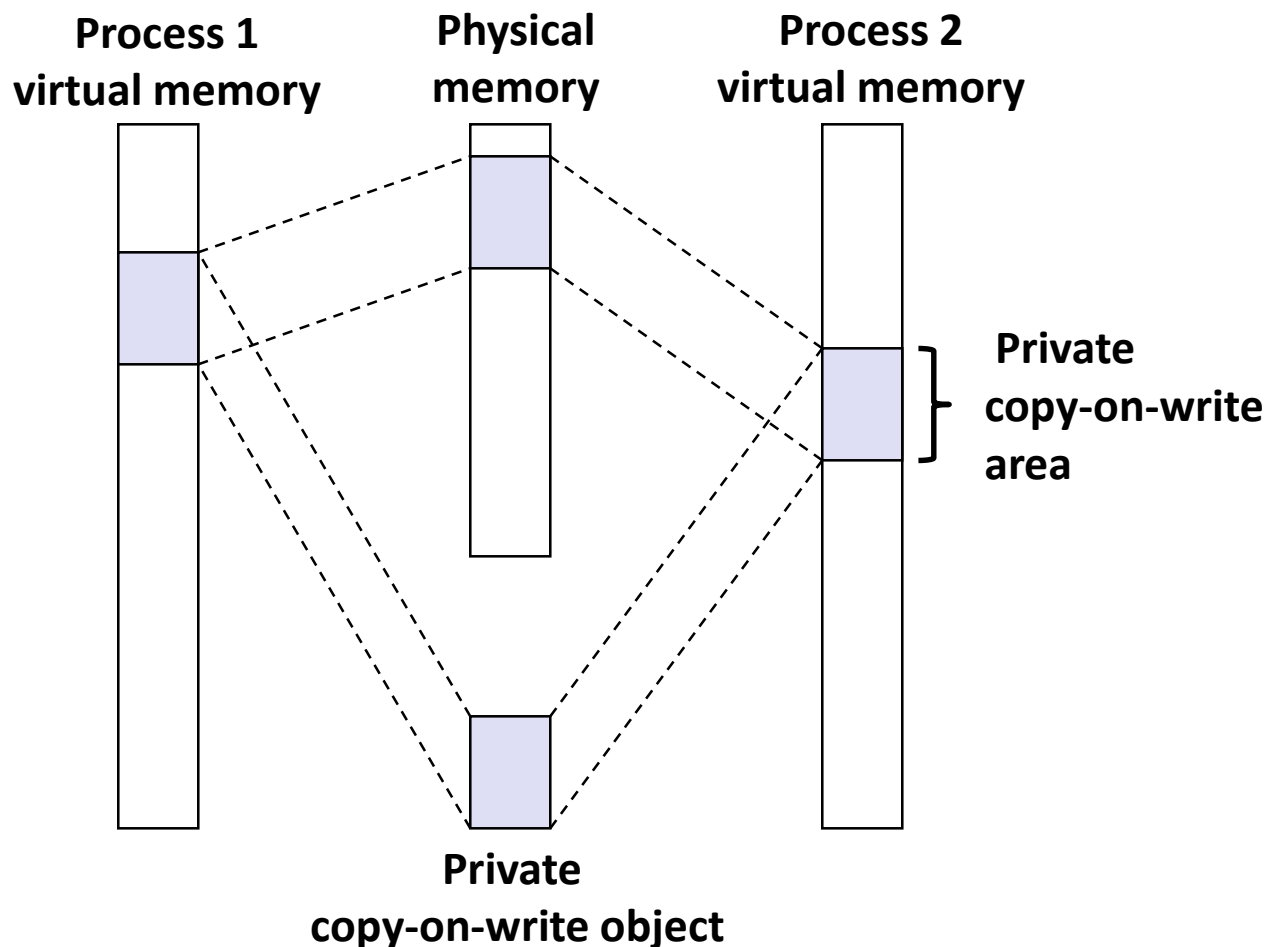 Process 1
virtual memory
Physical
memory
Process 2
virtual memory
Private
copy-on-write
area
Private
copy-on-write object